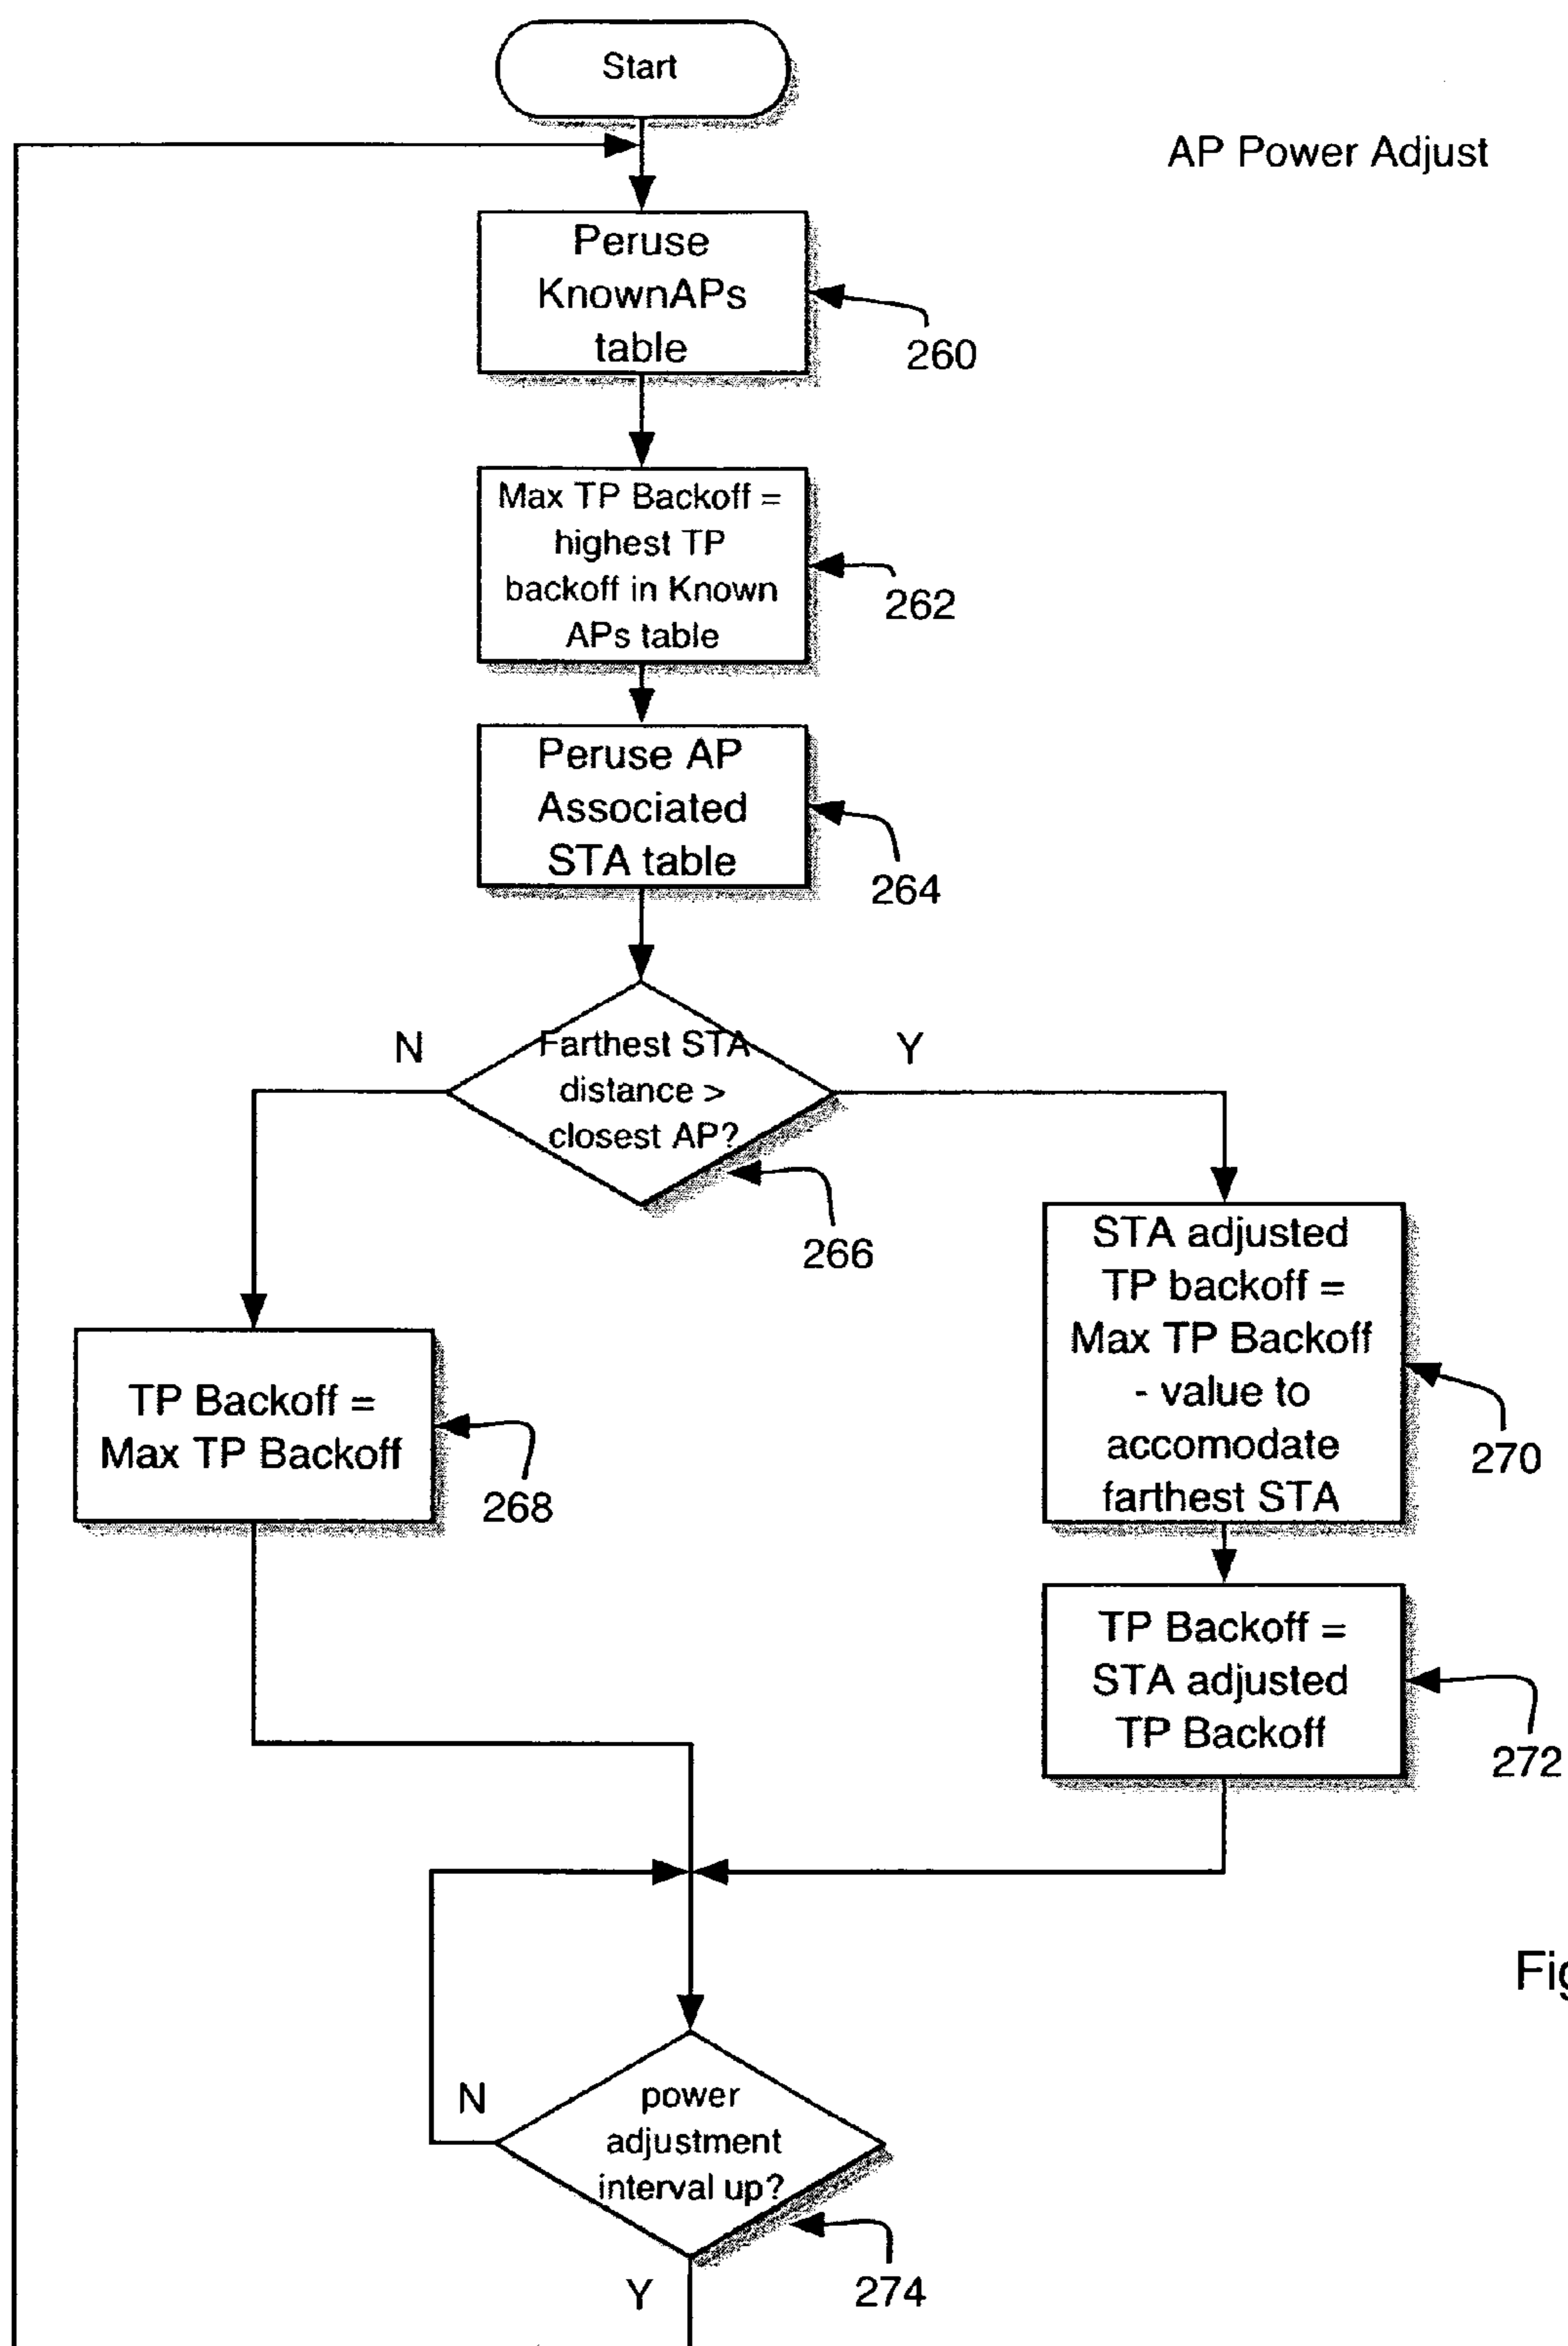 Start
AP Power Adjust
Peruse
KnownAPs
table
260
Max TP Backoff =
highest TP
backoff in Known
APs table
262
Peruse AP
Associated
STA table
264
N
Farthest STA
distance >
closest AP?
Y
266
STA adjusted
TP backoff =
Max TP Backoff
- value to
accomodate
farthest STA
270
TP Backoff =
Max TP Backoff
268
TP Backoff =
STA adjusted
TP Backoff
272
Fig
N
power
adjustment
interval up?
Y
274